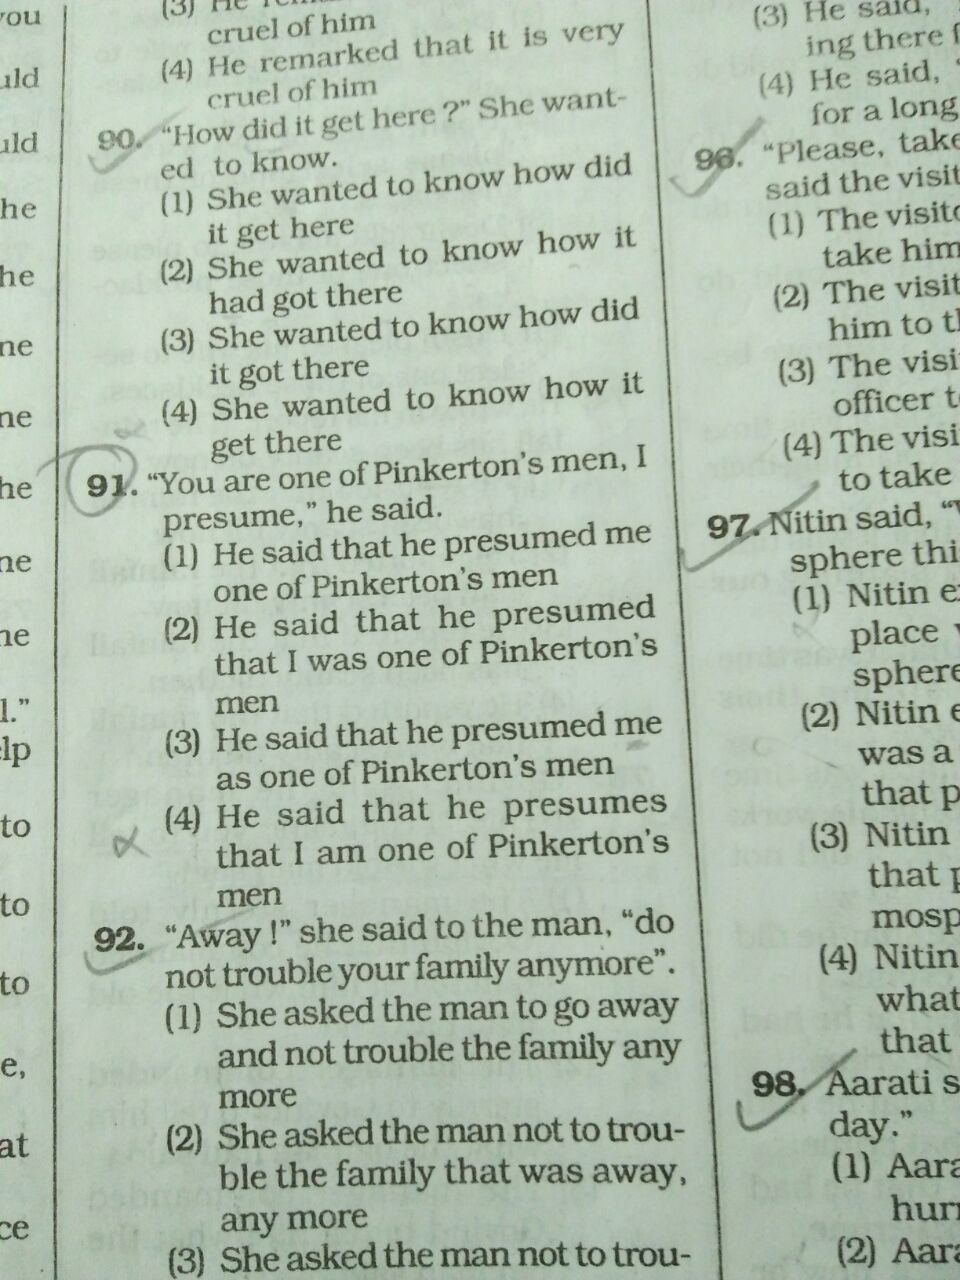 you
uld
uld
he
he
ne
ne
he
ne
ne
l."
elp
to
to
to
e,
at
ce
(3) He
cruel of him
(4) He remarked that it is very
cruel of him
90. "How did it get here ?" She want-
ed to know.
(1) She wanted to know how did
it get here
(2) She wanted to know how it
had got there
(3) She wanted to know how did
it got there
(4) She wanted to know how it
get there
91. "You are one of Pinkerton's men, I
presume," he said.
(1) He said that he presumed me
one of Pinkerton's men
(2) He said that he presumed
that I was one of Pinkerton's
men
(3) He said that he presumed me
as one of Pinkerton's men
(4) He said that he presumes
that I am one of Pinkerton's
men
92. "Away !" she said to the man, "do
not trouble your family anymore".
(1) She asked the man to go away
and not trouble the family any
more
(2) She asked the man not to trou-
ble the family that was away,
any more
(3) She asked the man not to trou-
(3) He said,
ing there f
(4) He said, "
for a long
96. "Please, take
said the visit
(1) The visito
take him
(2) The visit
him to th
(3) The visi
officer t
(4) The visi
to take
97. Nitin said, "W
sphere thi
(1) Nitin ex
place
sphere
(2) Nitin e
was a
that p
(3) Nitin
that p
mosp
(4) Nitin
what
that
98. Aarati s
day."
(1) Aara
hurr
(2) Aara